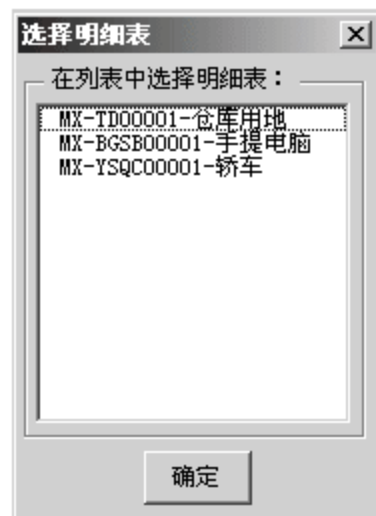 选择明细表
在列表中选择明细表：
MX-TD00001-仓库用地
MX-BGSB00001-手提电脑
MX-YSQC00001-轿车
确定